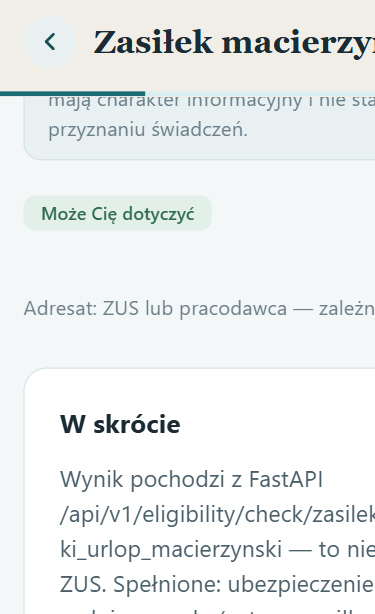 Zasiłek macierzy
mają charakter informacyjny i nie sta
przyznaniu świadczeń.
Może Cię dotyczyć
Adresat: ZUS lub pracodawca — zależn
W skrócie
Wynik pochodzi z FastAPI
/api/v1/eligibility/check/zasilek
ki_urlop_macierzynski — to nie
ZUS. Spełnione: ubezpieczenie